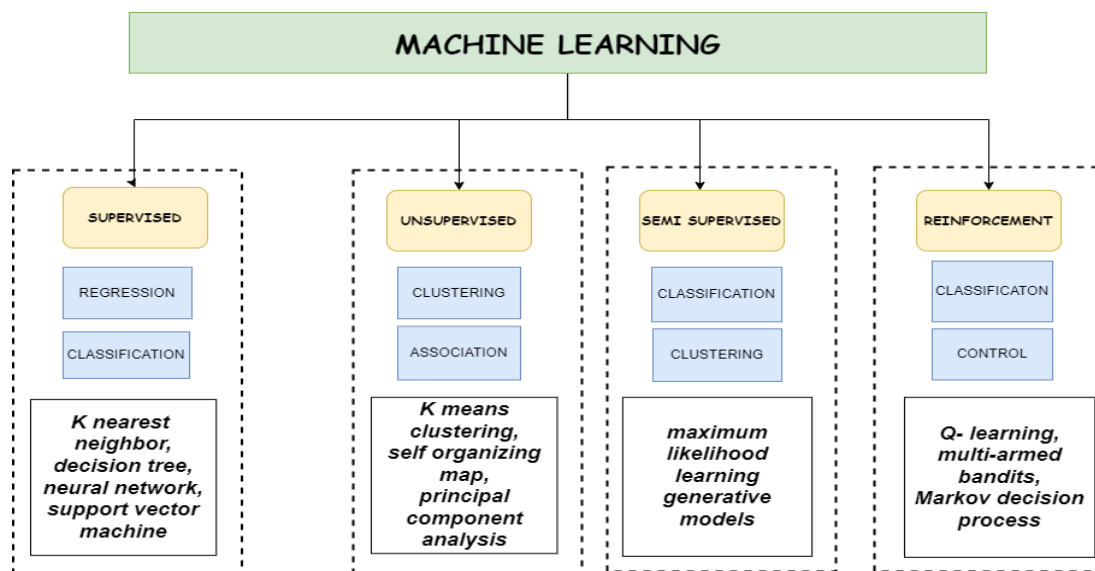 MACHINE LEARNING
SUPERVISED
REGRESSION
CLASSIFICATION
K nearest
neighbor,
decision tree,
neural network,
support vector
machine
UNSUPERVISED
CLUSTERING
ASSOCIATION
K means
clustering,
self organizing
map,
principal
component
analysis
SEMI SUPERVISED
CLASSIFICATION
CLUSTERING
maximum
likelihood
learning
generative
models
REINFORCEMENT
CLASSIFICATON
CONTROL
Q- learning,
multi-armed
bandits,
Markov decision
process